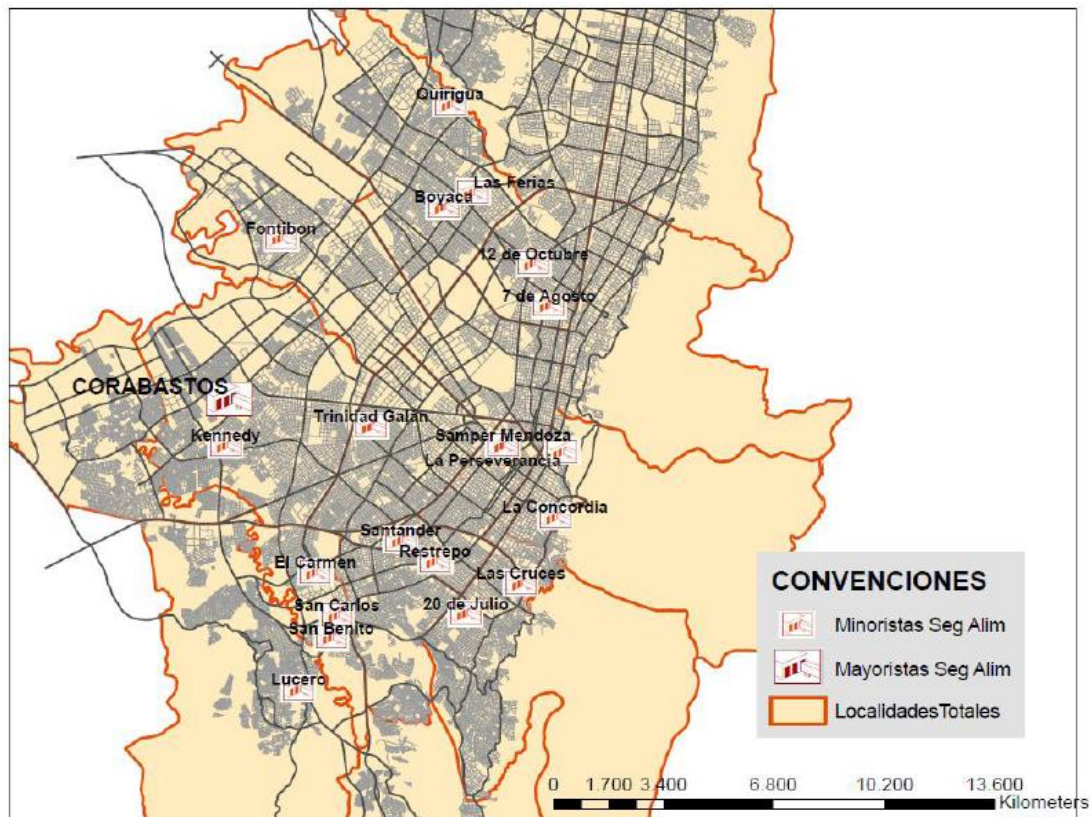 Quirigua
Las Ferias
Boyaca
Fontibon
12 de Octubre
7 de Agosto
CORABASTOS
Trinidad Galan
Kennedy
Samper Mendoza
La Perseverancia
La Concordia
Santander
Restrepo
El Carmen
Las Cruces
San Carlos
20 de Julio
San Benito
Lucero
CONVENCIONES
Minoristas Seg Alim
Mayoristas Seg Alim
LocalidadesTotales
0 1.700 3.400 6.800 10.200 13.600
Kilometers